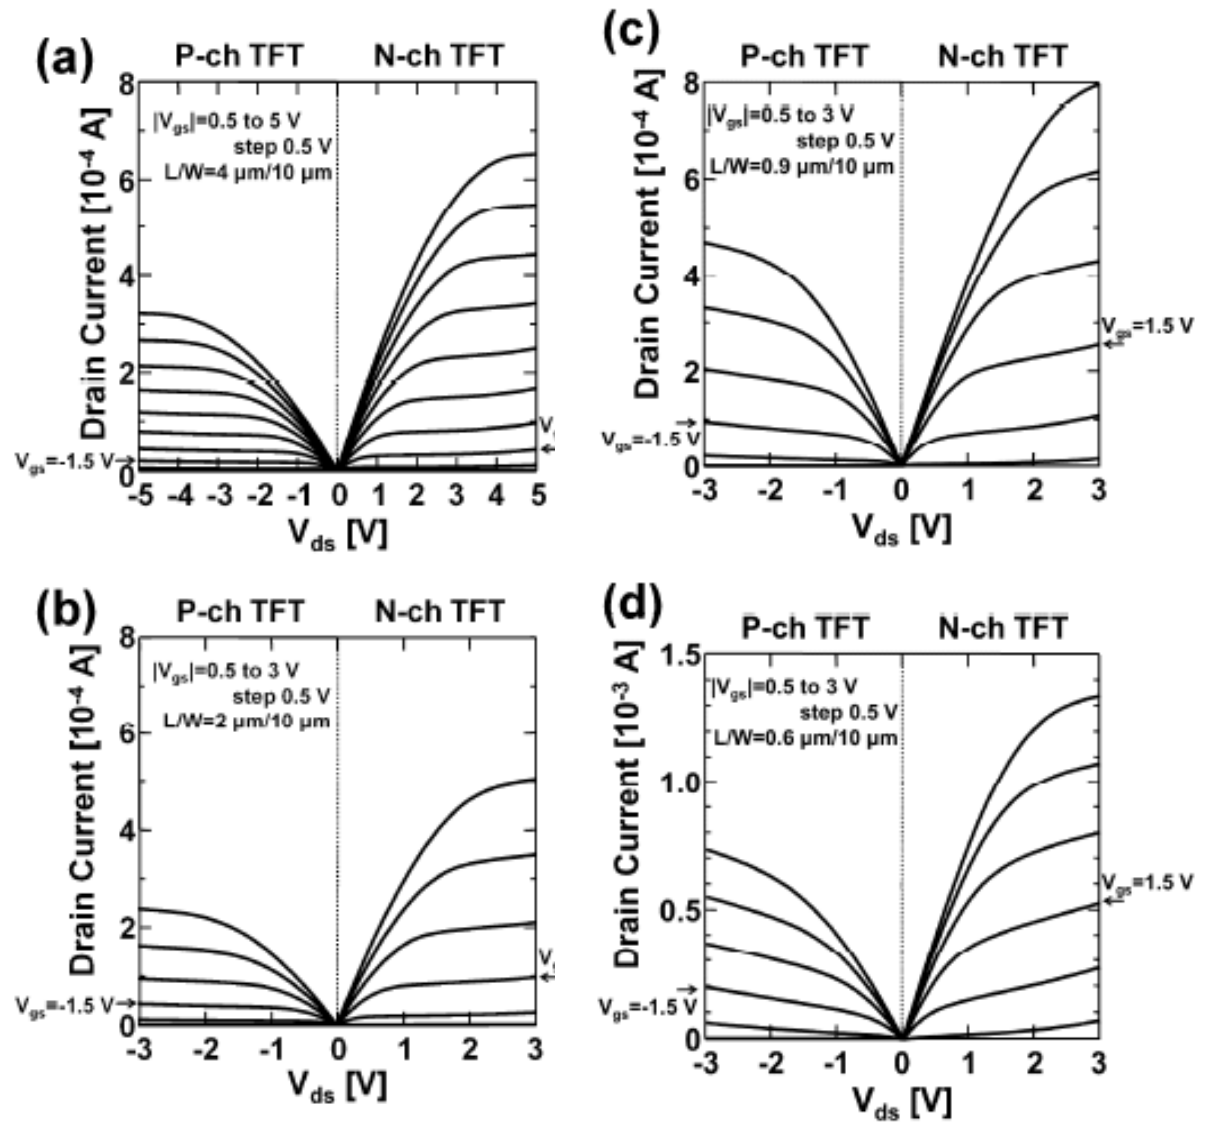 (a)
P-ch TFT N-ch TFT
Drain Current [10-4 A]
8
6
4
2
0
|Vgs|=0.5 to 5 V
step 0.5 V
L/W=4 µm/10 µm
Vgs=-1.5 V
V
-5 -4 -3 -2 -1 0 1 2 3 4 5
Vds [V]
(c)
P-ch TFT N-ch TFT
Drain Current [10-4 A]
8
6
4
2
0
|Vgs|=0.5 to 3 V
step 0.5 V
L/W=0.9 µm/10 µm
Vgs=1.5 V
Vgs=-1.5 V
-3 -2 -1 0 1 2 3
Vds [V]
(b)
P-ch TFT N-ch TFT
Drain Current [10-4 A]
8
6
4
2
0
|Vgs|=0.5 to 3 V
step 0.5 V
L/W=2 µm/10 µm
Vgs=-1.5 V
V
-3 -2 -1 0 1 2 3
Vds [V]
(d)
P-ch TFT N-ch TFT
Drain Current [10-3 A]
1.5
1.0
0.5
0
|Vgs|=0.5 to 3 V
step 0.5 V
L/W=0.6 µm/10 µm
Vgs=1.5 V
Vgs=-1.5 V
-3 -2 -1 0 1 2 3
Vds [V]